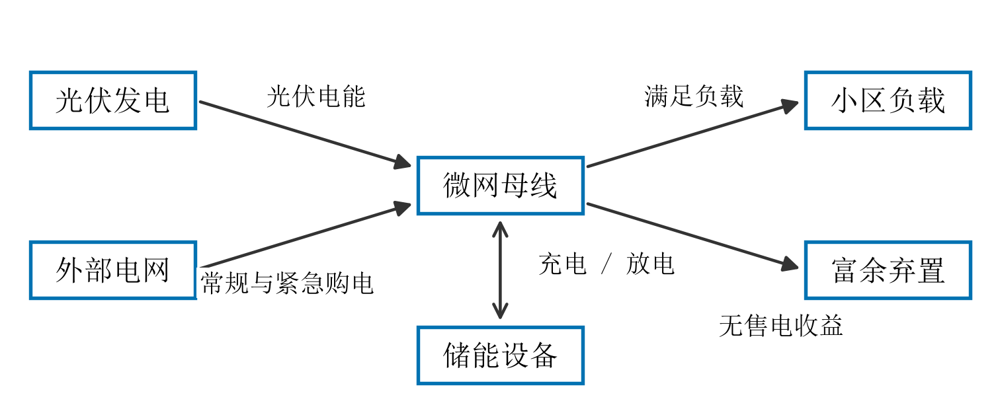 光伏发电
光伏电能
满足负载
小区负载
微网母线
外部电网
常规与紧急购电
充电 / 放电
富余弃置
无售电收益
储能设备